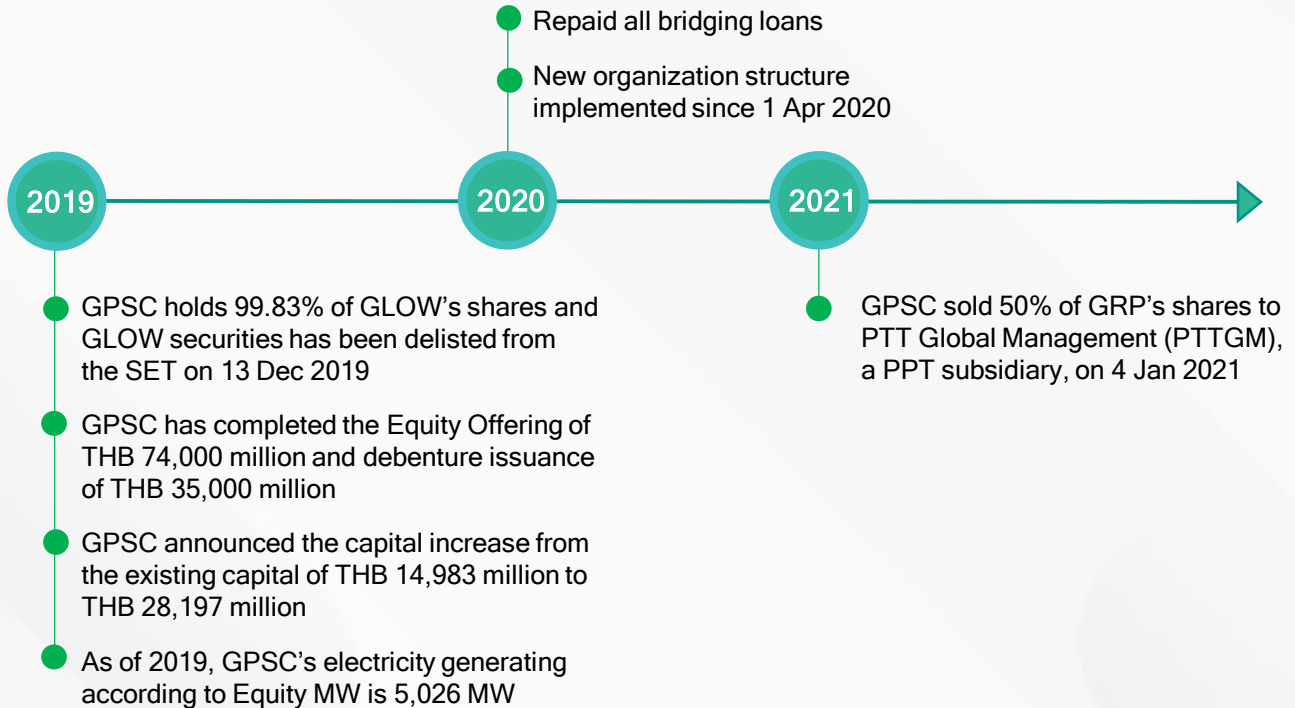 Repaid all bridging loans
New organization structure
implemented since 1 Apr 2020
2019
2020
2021
GPSC holds 99.83% of GLOW's shares and
GLOW securities has been delisted from
the SET on 13 Dec 2019
GPSC has completed the Equity Offering of
THB 74,000 million and debenture issuance
of THB 35,000 million
GPSC announced the capital increase from
the existing capital of THB 14,983 million to
THB 28,197 million
As of 2019, GPSC's electricity generating
according to Equity MW is 5,026 MW
GPSC sold 50% of GRP's shares to
PTT Global Management (PTTGM),
a PPT subsidiary, on 4 Jan 2021